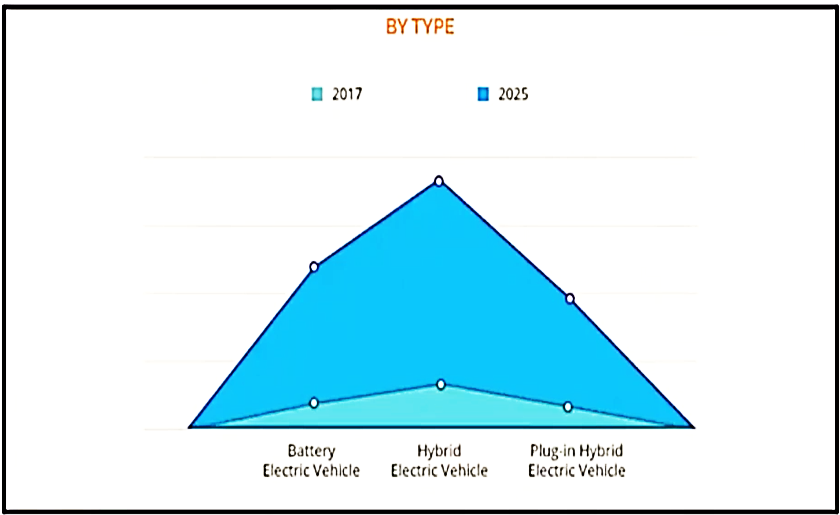 BY TYPE
2017
2025
Battery
Electric Vehicle
Hybrid
Electric Vehicle
Plug-in Hybrid
Electric Vehicle